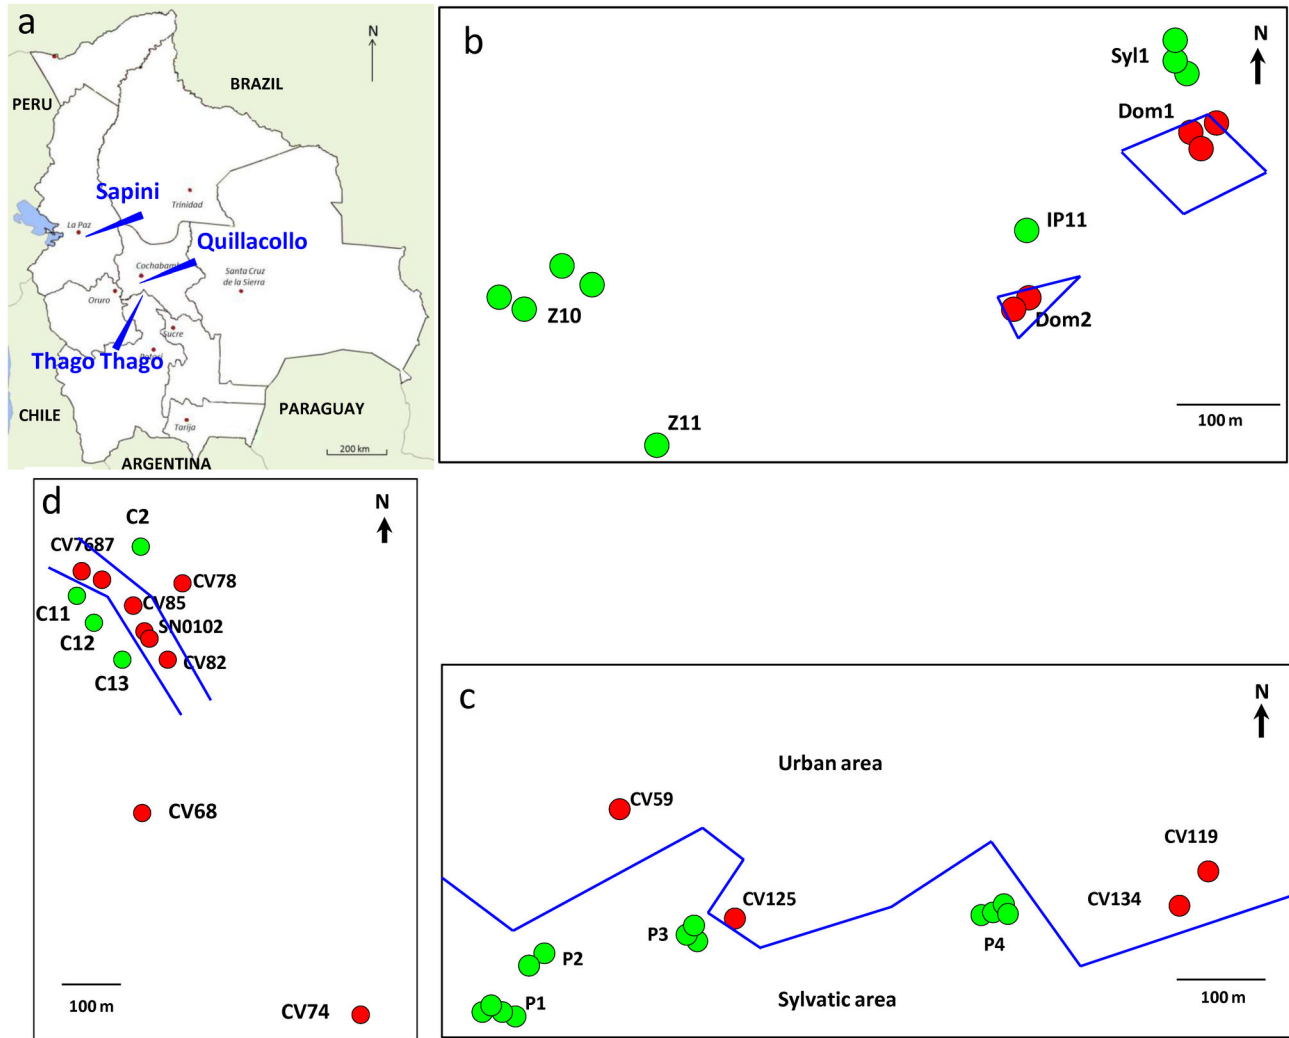 a
N
BRAZIL
PERU
Sapini
Trinidad
La Paz
Quillacollo
Cochabamb
Santa Cruz
de la Sierra
Oruro
Sucre
Thago Thago
CHILE
PARAGUAY
Tarija
200 km
ARGENTINA
b
N
Syl1
Dom1
IP11
Z10
Dom2
100 m
Z11
d
N
C2
CV7687
CV78
CV85
C11
SN0102
C12
CV82
C13
CV68
100 m
CV74
c
N
Urban area
CV59
CV119
CV125
CV134
P3
P4
P2
100 m
P1
Sylvatic area